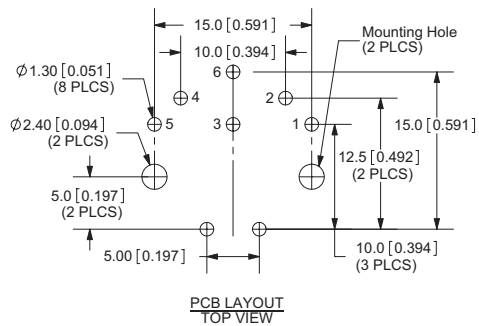 15.0 [0.591]
10.0 [0.394]
Mounting Hole
(2 PLCS)
6
Ø1.30 [0.051]
(8 PLCS)
4
2
Ø2.40 [0.094]
(2 PLCS)
5
3
1
15.0 [0.591]
12.5 [0.492]
(2 PLCS)
5.0 [0.197]
(2 PLCS)
5.00 [0.197]
10.0 [0.394]
(3 PLCS)
PCB LAYOUT
TOP VIEW